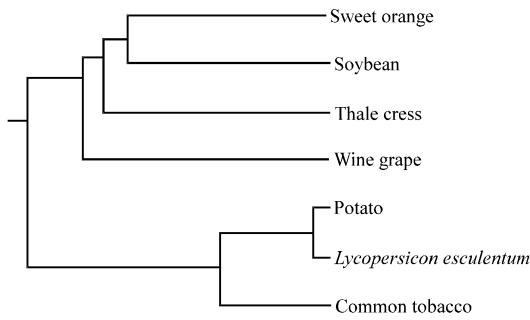 Sweet orange
Soybean
Thale cress
Wine grape
Potato
Lycopersicon esculentum
Common tobacco